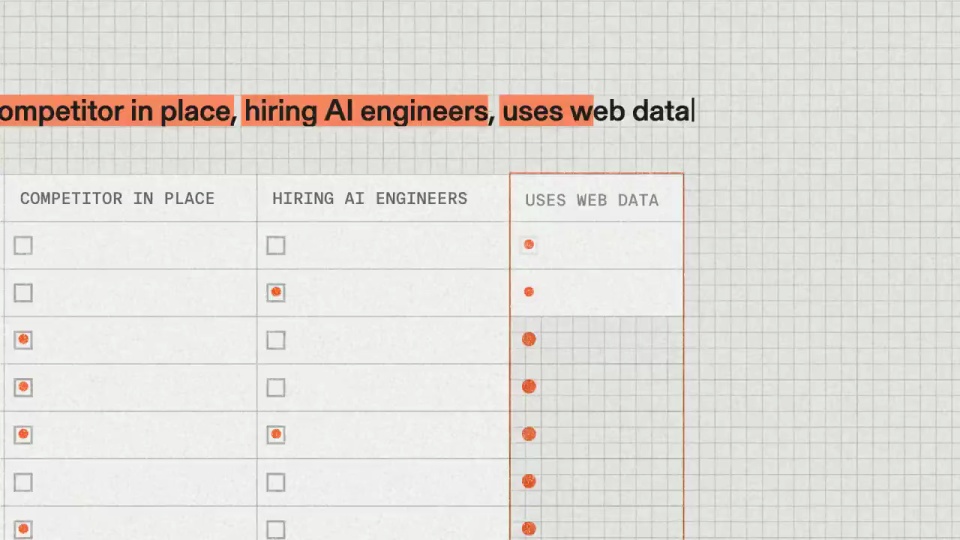 ompetitor in place, hiring AI engineers, uses web data
COMPETITOR IN PLACE HIRING AI ENGINEERS USES WEB DATA